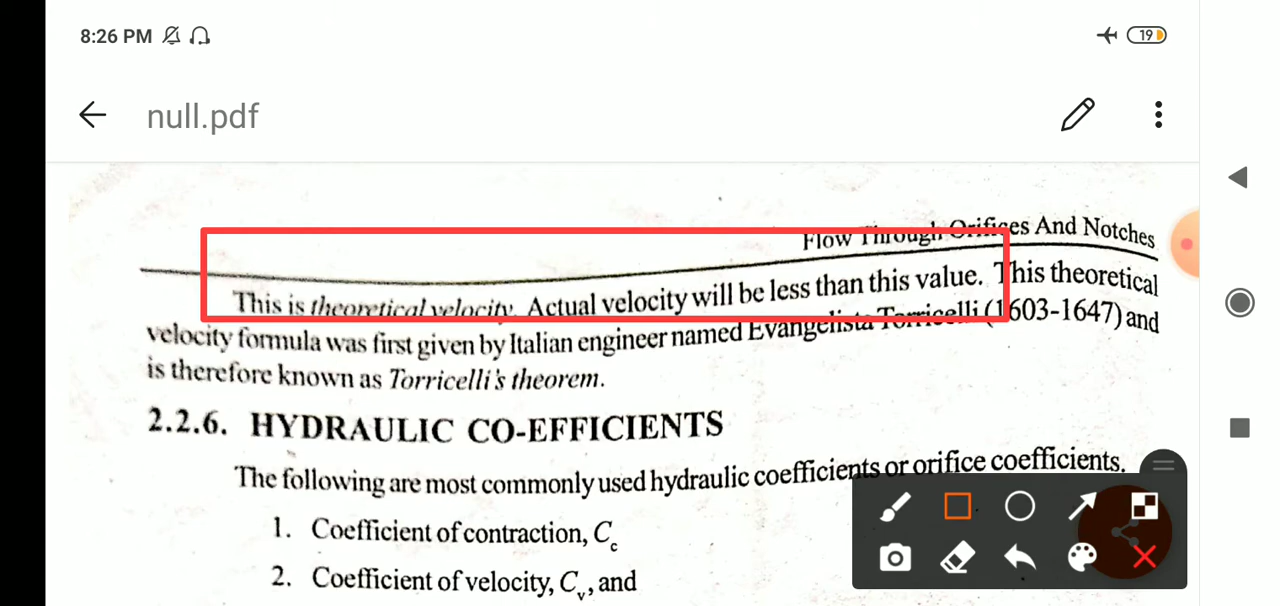 8:26 PM 19
null.pdf
Flow Through Orifices And Notches
This is theoretical velocity. Actual velocity will be less than this value. This theoretical
velocity formula was first given by Italian engineer named Evangelista Torricelli (1603-1647) and
is therefore known as Torricelli's theorem.
2.2.6. HYDRAULIC CO-EFFICIENTS
The following are most commonly used hydraulic coefficients or orifice coefficients.
1. Coefficient of contraction, Cc
2. Coefficient of velocity, Cv, and